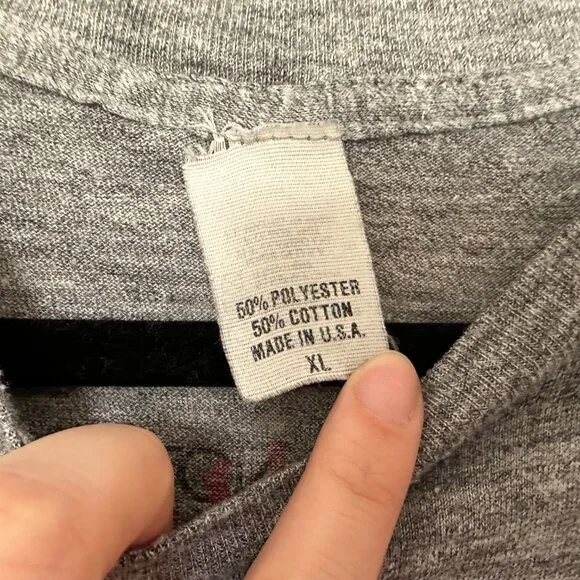 50% POLYESTER
50% COTTON
MADE IN U.S.A.
XL